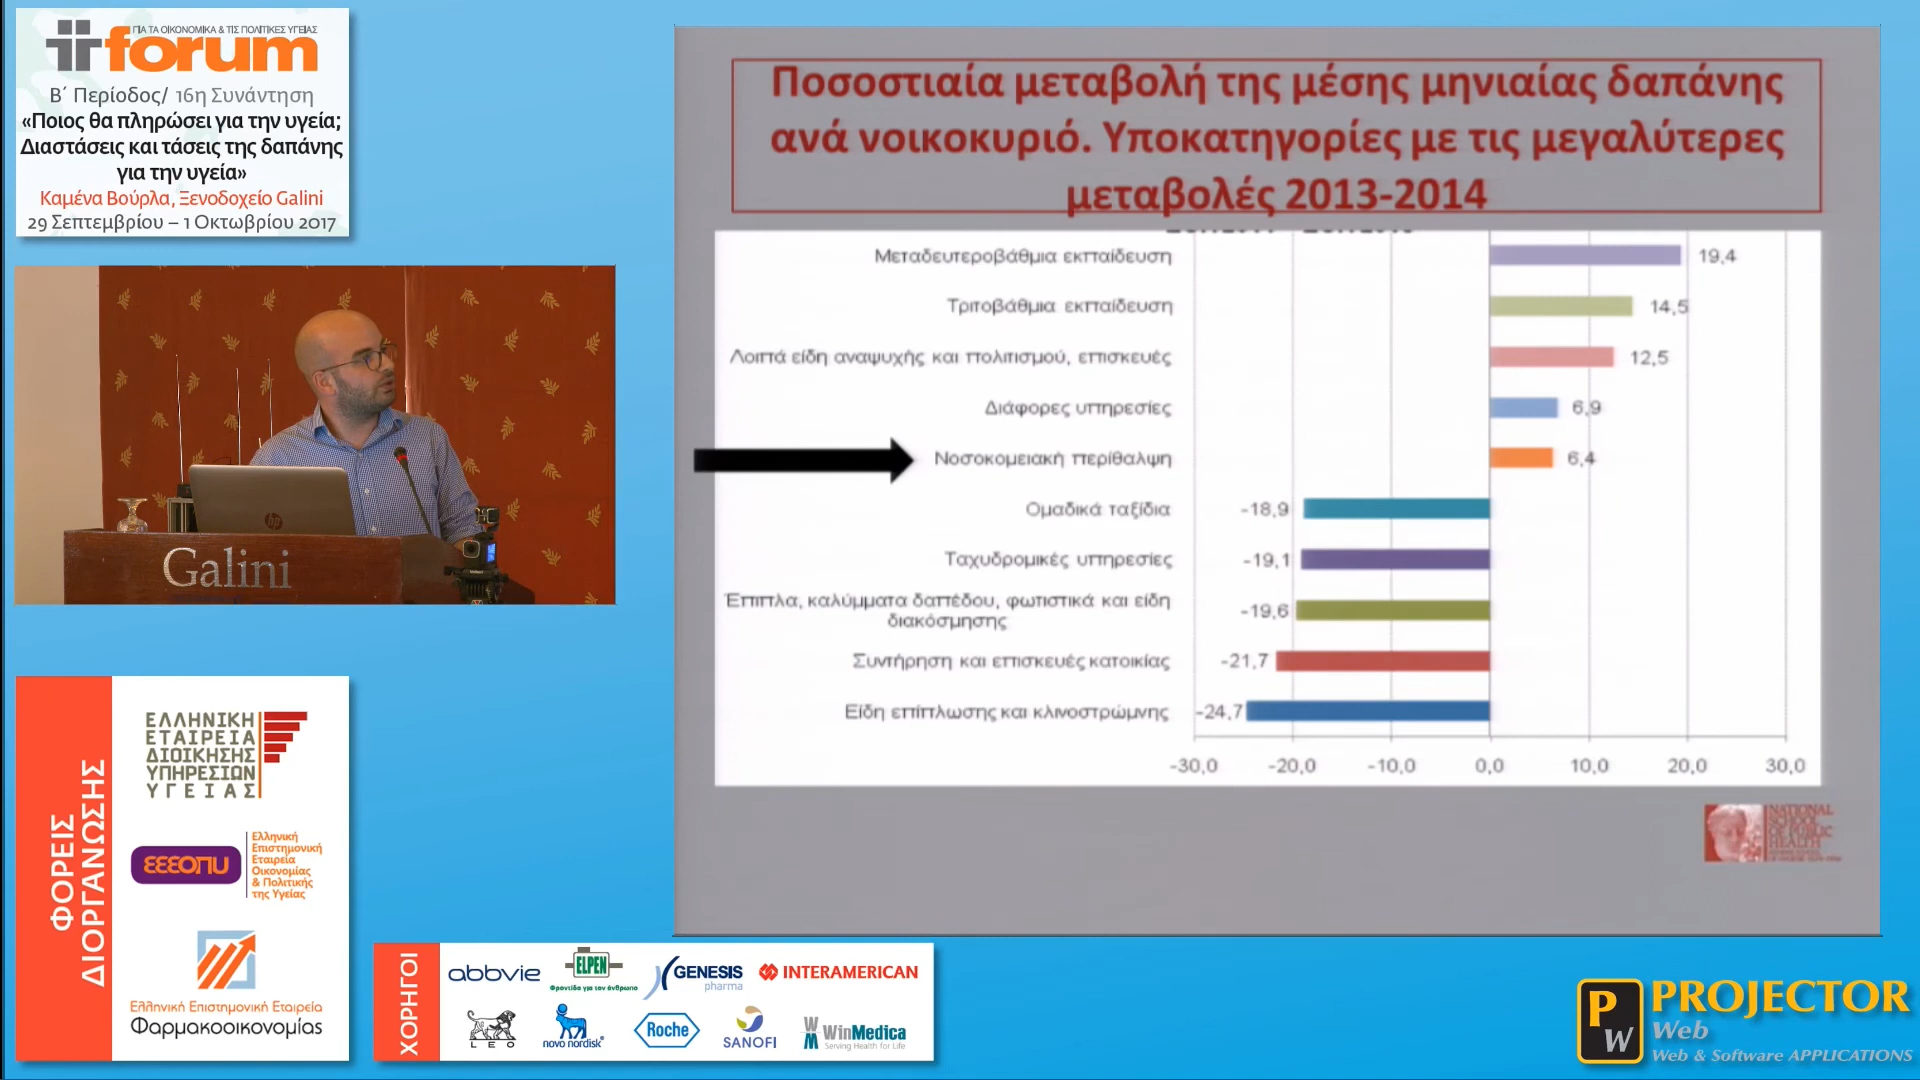 ΓΙΑ ΤΑ ΟΙΚΟΝΟΜΙΚΑ & ΤΙΣ ΠΟΛΙΤΙΚΕΣ ΥΓΕΙΑΣ
forum
Β΄ Περίοδος/ 16η Συνάντηση
«Ποιος θα πληρώσει για την υγεία;
Διαστάσεις και τάσεις της δαπάνης
για την υγεία»
Καμένα Βούρλα, Ξενοδοχείο Galini
29 Σεπτεμβρίου – 1 Οκτωβρίου 2017
Galini
hp
Ποσοστιαία μεταβολή της μέσης μηνιαίας δαπάνης
ανά νοικοκυριό. Υποκατηγορίες με τις μεγαλύτερες
μεταβολές 2013-2014
Μεταδευτεροβάθμια εκπαίδευση 19,4
Τριτοβάθμια εκπαίδευση 14,5
Λοιπά είδη αναψυχής και πολιτισμού, επισκευές 12,5
Διάφορες υπηρεσίες 6,9
Νοσοκομειακή περίθαλψη 6,4
Ομαδικά ταξίδια -18,9
Ταχυδρομικές υπηρεσίες -19,1
Έπιπλα, καλύμματα δαπέδου, φωτιστικά και είδη
διακόσμησης -19,6
Συντήρηση και επισκευές κατοικίας -21,7
Είδη επίπλωσης και κλινοστρώμνης -24,7
-30,0 -20,0 -10,0 0,0 10,0 20,0 30,0
NATIONAL
SCHOOL
OF PUBLIC
HEALTH
ΦΟΡΕΙΣ
ΔΙΟΡΓΑΝΩΣΗΣ
ΕΛΛΗΝΙΚΗ
ΕΤΑΙΡΕΙΑ
ΔΙΟΙΚΗΣΗΣ
ΥΠΗΡΕΣΙΩΝ
ΥΓΕΙΑΣ
ΕΕΕΟΠΥ
Ελληνική
Επιστημονική
Εταιρεία
Οικονομίας
& Πολιτικής
της Υγείας
Ελληνική Επιστημονική Εταιρεία
Φαρμακοοικονομίας
ΧΟΡΗΓΟΙ
abbvie
ELPEN
Φροντίδα για τον άνθρωπο
GENESIS
pharma
INTERAMERICAN
LEO
novo nordisk
Roche
SANOFI
WinMedica
Serving Health for Life
PW
PROJECTOR
Web
Web & Software APPLICATIONS